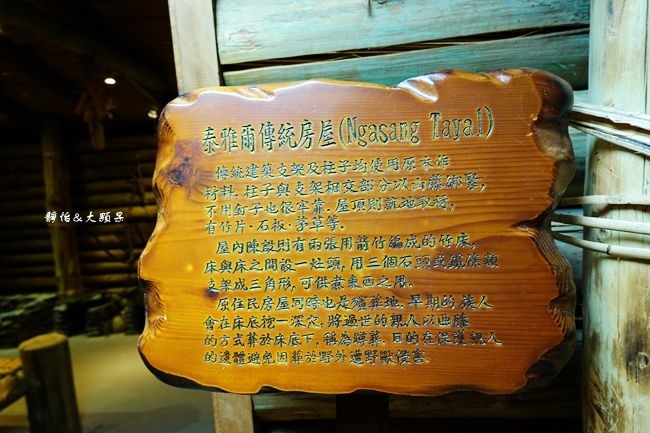 泰雅爾傳統房屋(Ngasang Tayal)
傳統建築支架及柱子均使用原木作
材料.柱子與支架相交部分以山藤綁緊,
不用釘子也很牢靠.屋頂則就地取材,
有竹片.石板.茅草等.
屋內陳設則有兩張用箭竹編成的竹床,
床與床之間設一灶頭,用三個石頭或鐵條類
支架成三角形,可供煮東西之用.
原住民房屋同時也是殯葬地.早期的族人
會在床底挖一深穴,將過世的親人以曲膝
的方式葬於床底下,稱為蹲葬.目的在保護親人
的遺體避免因葬於野外遭野獸侵害.
靜怡&大顆呆